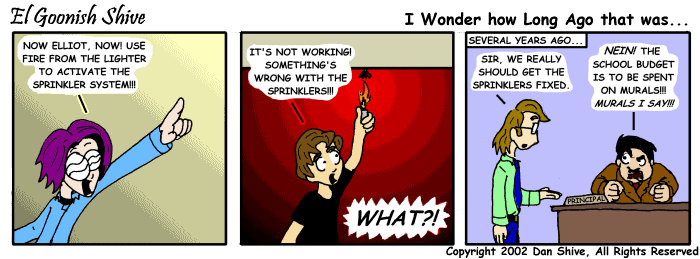 El Goonish Shive
I Wonder how Long Ago that was...
NOW ELLIOT, NOW! USE
FIRE FROM THE LIGHTER
TO ACTIVATE THE
SPRINKLER SYSTEM!!!
IT'S NOT WORKING!
SOMETHING'S
WRONG WITH THE
SPRINKLERS!!!
WHAT?!
SEVERAL YEARS AGO...
SIR, WE REALLY
SHOULD GET THE
SPRINKLERS FIXED.
NEIN! THE
SCHOOL BUDGET
IS TO BE SPENT
ON MURALS!!!
MURALS I SAY!!!
PRINCIPAL
Copyright 2002 Dan Shive, All Rights Reserved